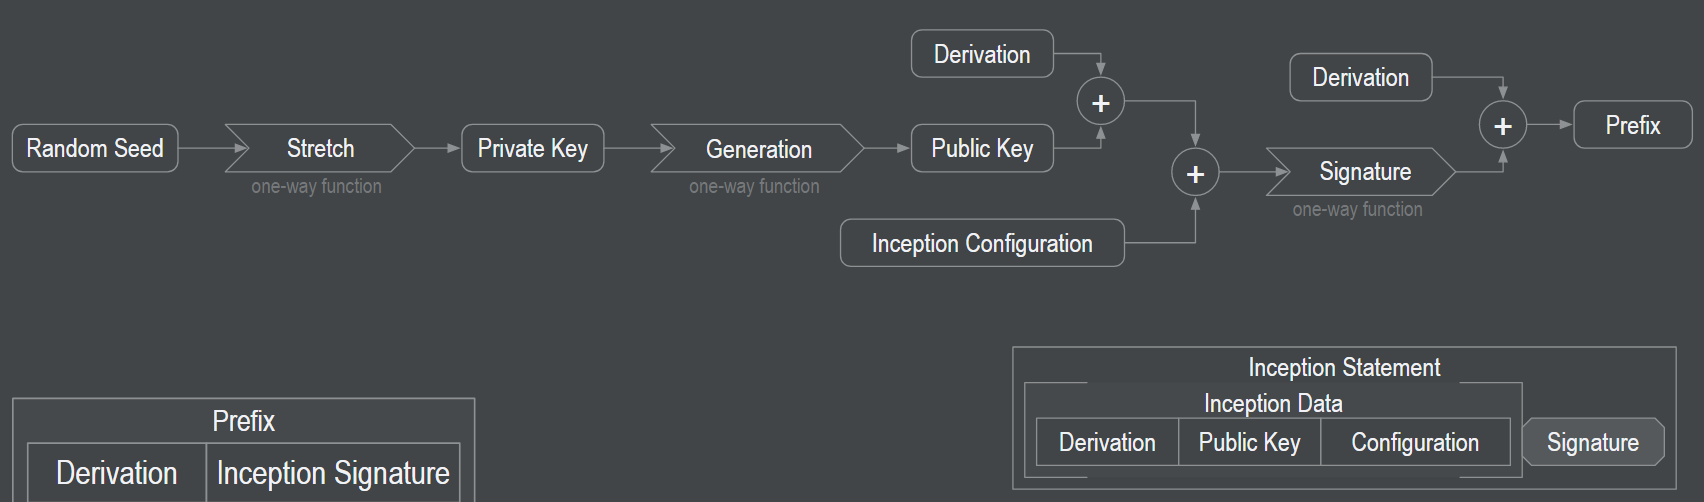 Derivation
Derivation
Random Seed
Stretch
Private Key
Generation
Public Key
+
+
Prefix
one-way function
one-way function
+
Signature
one-way function
Inception Configuration
Inception Statement
Inception Data
Derivation
Public Key
Configuration
Signature
Prefix
Derivation
Inception Signature